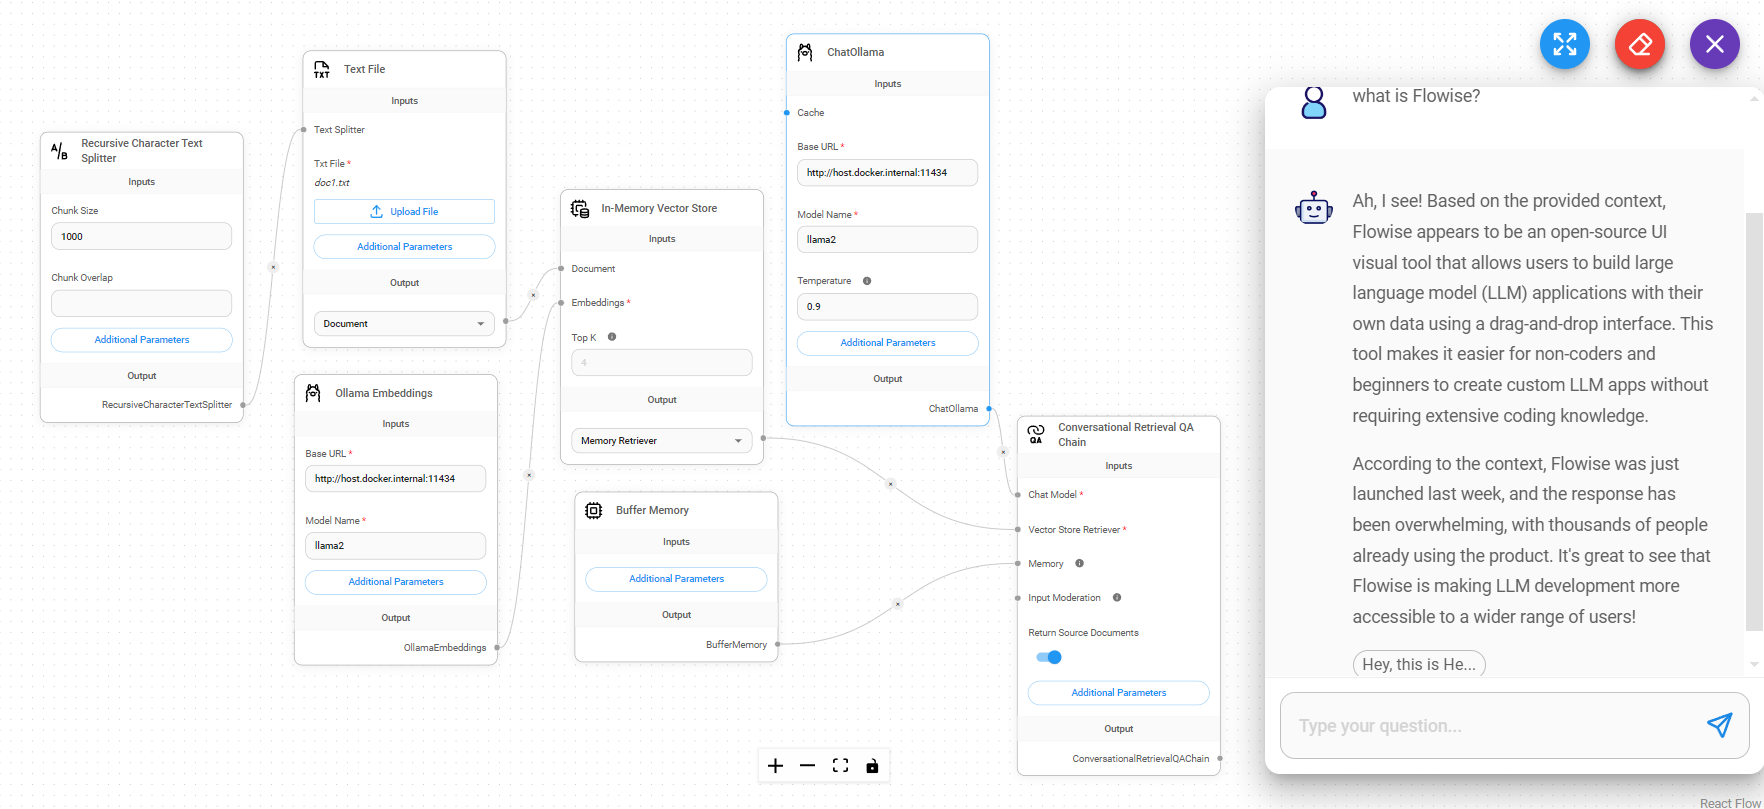 Recursive Character Text
Splitter
Inputs
Chunk Size
1000
Chunk Overlap
Additional Parameters
Output
RecursiveCharacterTextSplitter
TXT
Text File
Inputs
Text Splitter
Txt File *
doc1.txt
Upload File
Additional Parameters
Output
Document
Ollama Embeddings
Inputs
Base URL *
http://host.docker.internal:11434
Model Name *
llama2
Additional Parameters
Output
OllamaEmbeddings
In-Memory Vector Store
Inputs
Document
Embeddings *
Top K
4
Output
Memory Retriever
Buffer Memory
Inputs
Additional Parameters
Output
BufferMemory
ChatOllama
Inputs
Cache
Base URL *
http://host.docker.internal:11434
Model Name *
llama2
Temperature
0.9
Additional Parameters
Output
ChatOllama
QA
Conversational Retrieval QA
Chain
Inputs
Chat Model *
Vector Store Retriever *
Memory
Input Moderation
Return Source Documents
Additional Parameters
Output
ConversationalRetrievalQAChain
what is Flowise?
Ah, I see! Based on the provided context,
Flowise appears to be an open-source UI
visual tool that allows users to build large
language model (LLM) applications with their
own data using a drag-and-drop interface. This
tool makes it easier for non-coders and
beginners to create custom LLM apps without
requiring extensive coding knowledge.
According to the context, Flowise was just
launched last week, and the response has
been overwhelming, with thousands of people
already using the product. It's great to see that
Flowise is making LLM development more
accessible to a wider range of users!
Hey, this is He...
Type your question...
React Flow